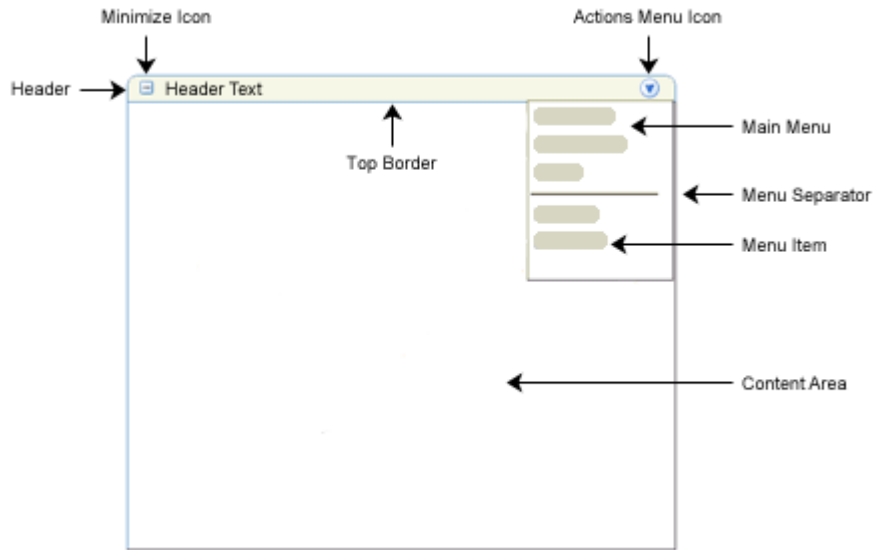 Minimize Icon
Actions Menu Icon
Header
Header Text
Main Menu
Top Border
Menu Separator
Menu Item
Content Area